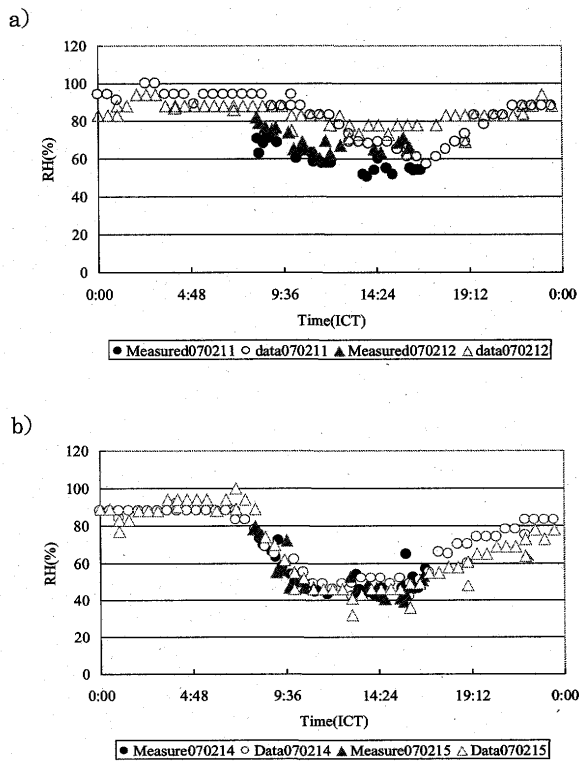 a)
120
100
80
60
40
20
0
RH(%)
0:00 4:48 9:36 14:24 19:12 0:00
Time(ICT)
● Measured070211 ○ data070211 ▲ Measured070212 △ data070212
b)
120
100
80
60
40
20
0
RH(%)
0:00 4:48 9:36 14:24 19:12 0:00
Time(ICT)
● Measure070214 ○ Data070214 ▲ Measure070215 △ Data070215